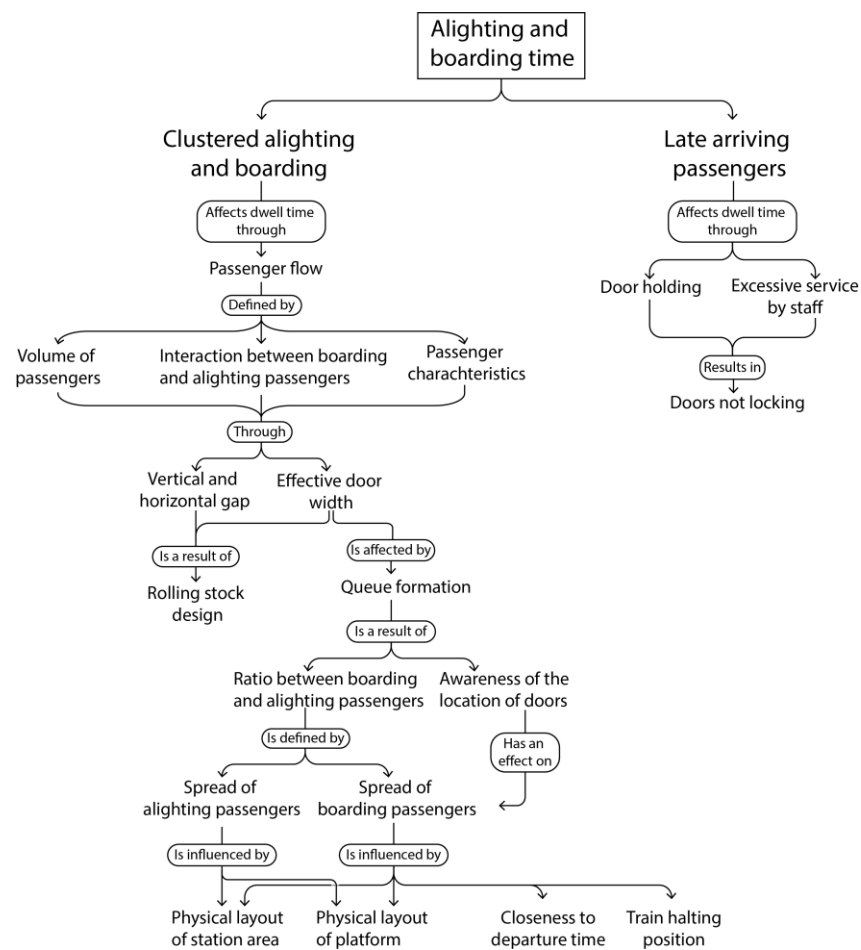 Alighting and
boarding time
Clustered alighting
and boarding
Late arriving
passengers
Affects dwell time
through
Affects dwell time
through
Passenger flow
Door holding
Excessive service
by staff
Defined by
Volume of
passengers
Interaction between boarding
and alighting passengers
Passenger
charachteristics
Results in
Doors not locking
Through
Vertical and
horizontal gap
Effective door
width
Is a result of
Is affected by
Rolling stock
design
Queue formation
Is a result of
Ratio between boarding
and alighting passengers
Awareness of the
location of doors
Is defined by
Has an
effect on
Spread of
alighting passengers
Spread of
boarding passengers
Is influenced by
Is influenced by
Physical layout
of station area
Physical layout
of platform
Closeness to
departure time
Train halting
position